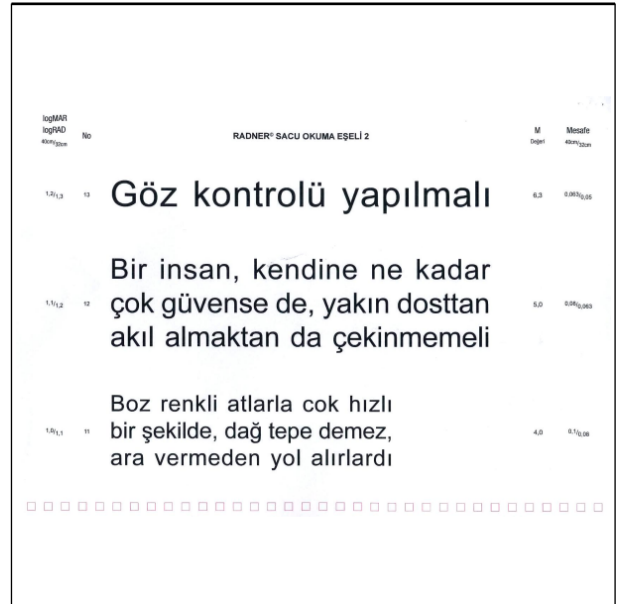 logMAR
logRAD No RADNER® SACU OKUMA EŞELİ 2 M Mesafe
40cm/32cm Değeri 40cm/32cm
1,2/1,3 13 Göz kontrolü yapılmalı 6,3 0,063/0,05
Bir insan, kendine ne kadar
1,1/1,2 12 çok güvense de, yakın dosttan 5,0 0,08/0,063
akıl almaktan da çekinmemeli
Boz renkli atlarla cok hızlı
1,0/1,1 11 bir şekilde, dağ tepe demez, 4,0 0,1/0,08
ara vermeden yol alırlardı